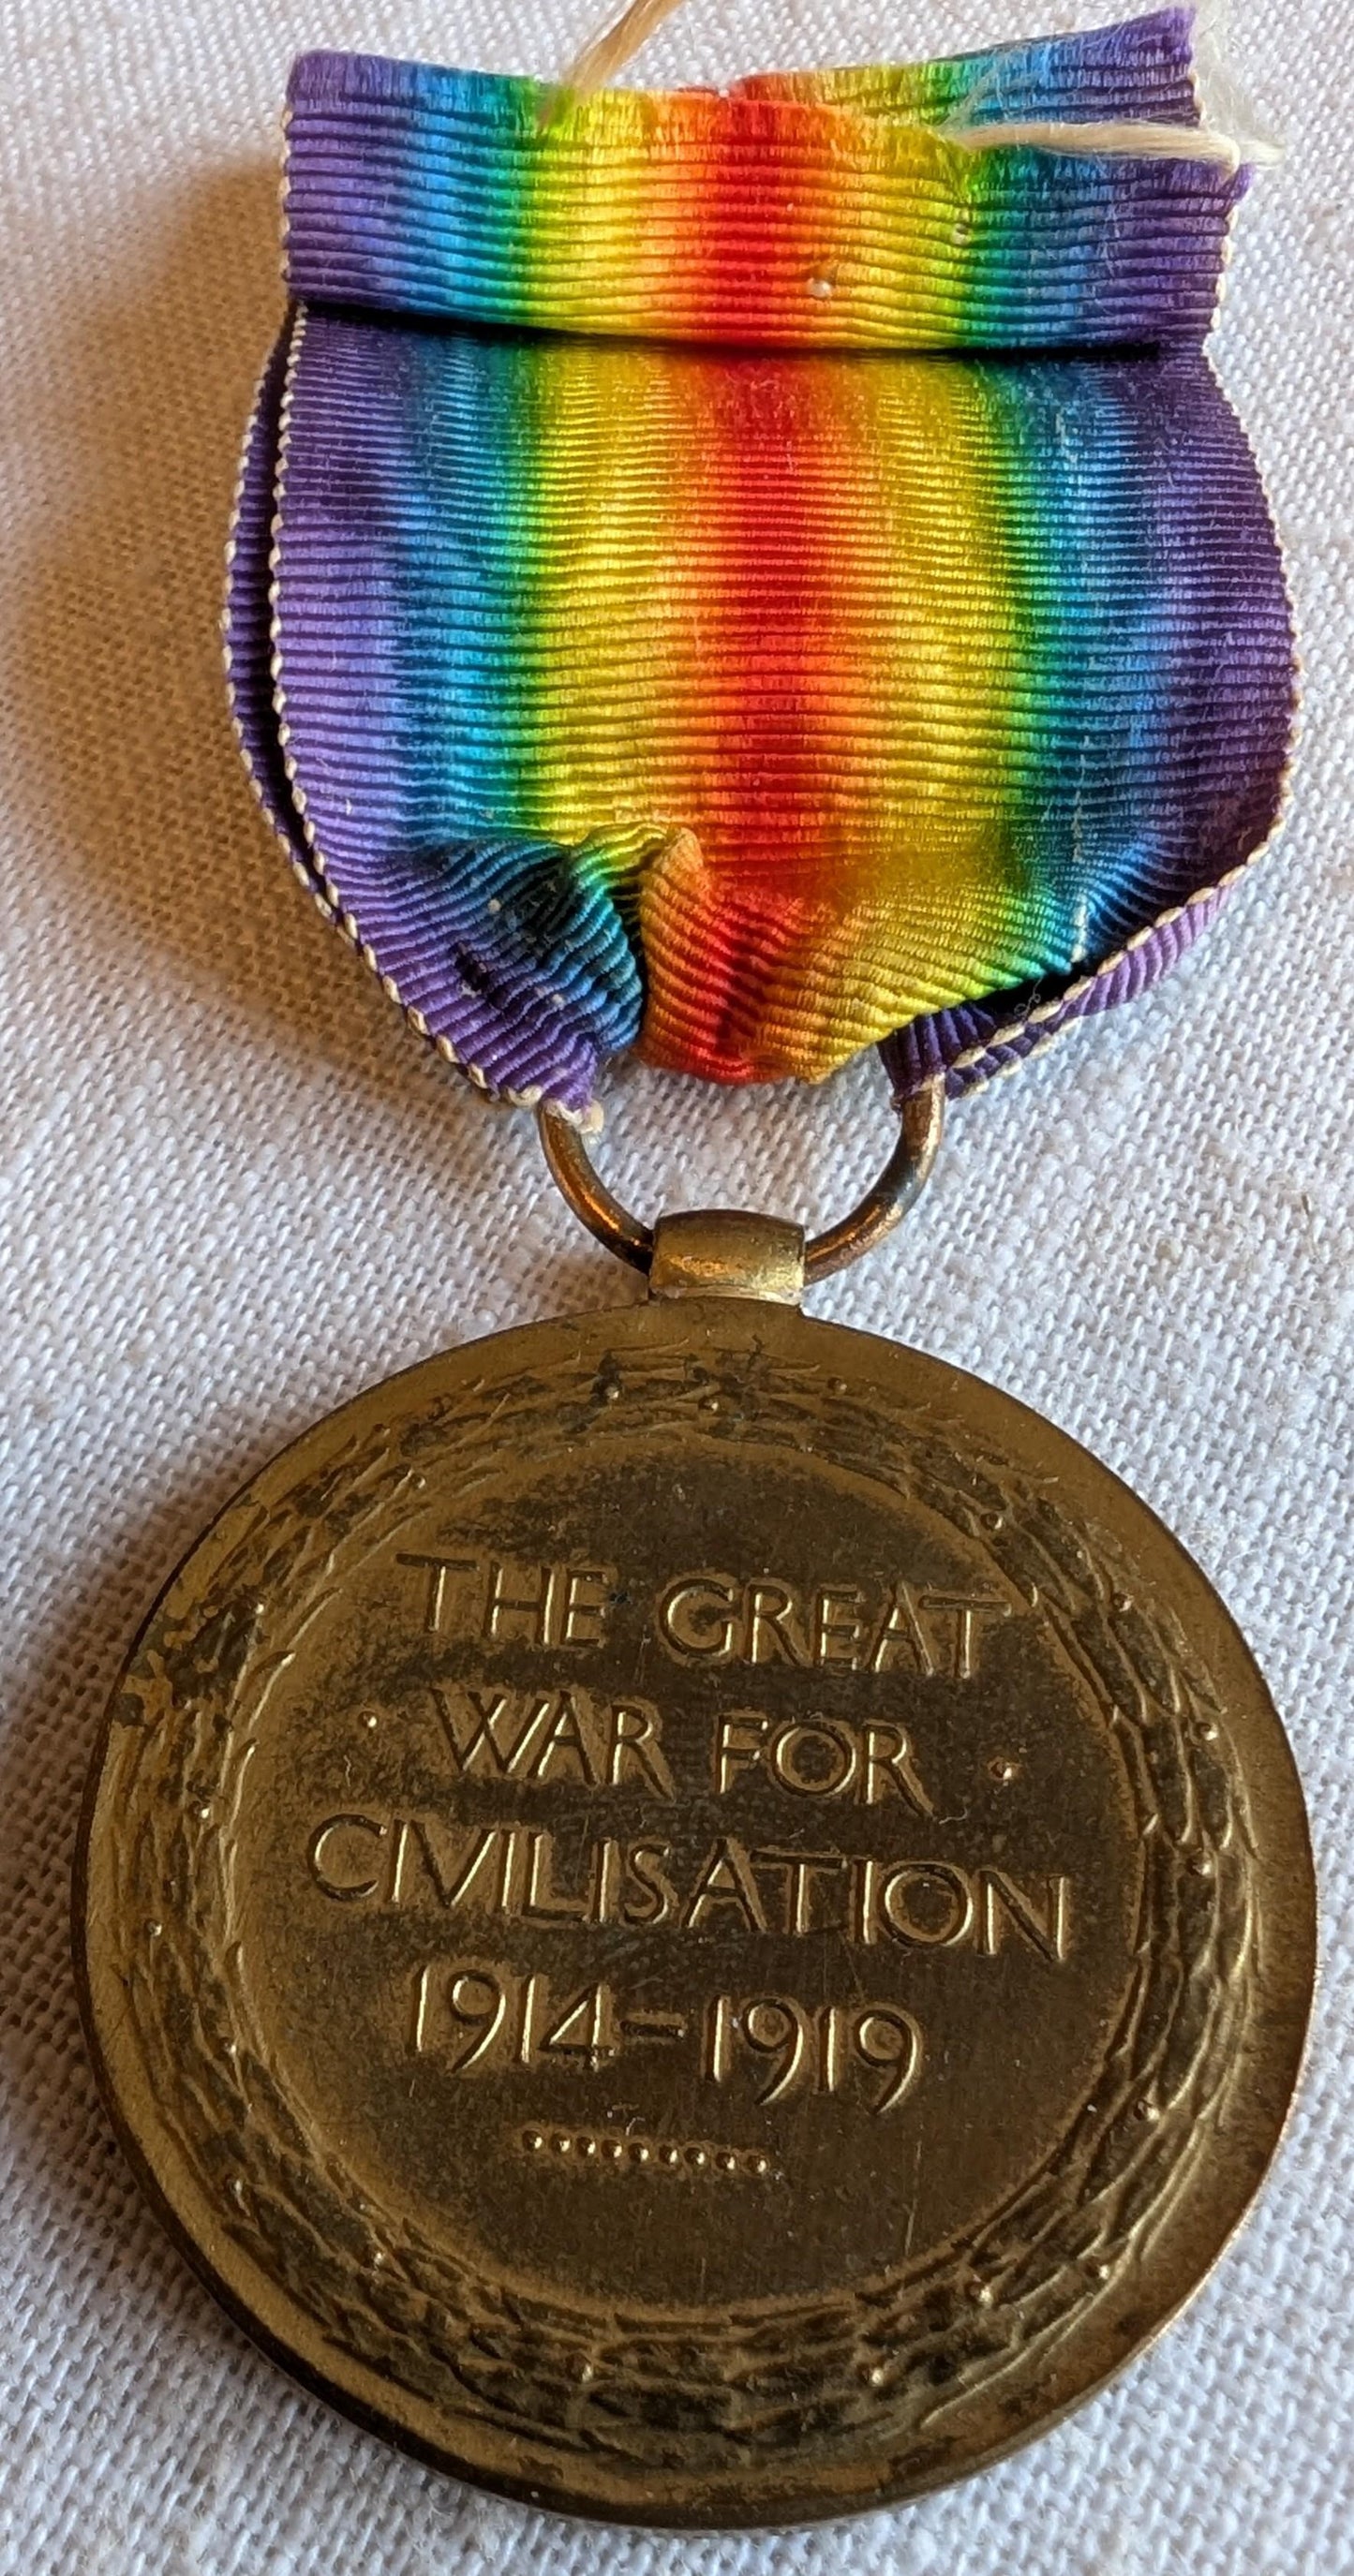 THE GREAT
· WAR FOR ·
CIVILISATION
1914–1919